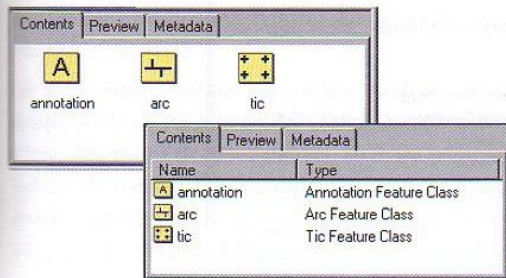 Contents Preview Metadata
A
annotation arc tic
Contents Preview Metadata
Name Type
A annotation Annotation Feature Class
arc Arc Feature Class
tic Tic Feature Class